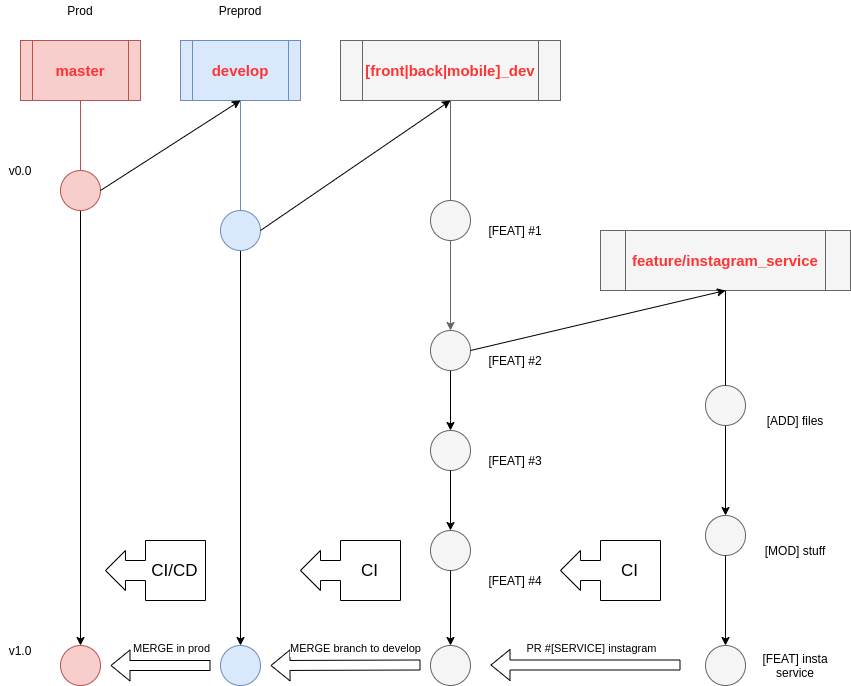 Prod
Preprod
master
develop
[front|back|mobile]_dev
v0.0
[FEAT] #1
feature/instagram_service
[FEAT] #2
[ADD] files
[FEAT] #3
[MOD] stuff
CI/CD
CI
CI
[FEAT] #4
v1.0
MERGE in prod
MERGE branch to develop
PR #[SERVICE] instagram
[FEAT] insta
service